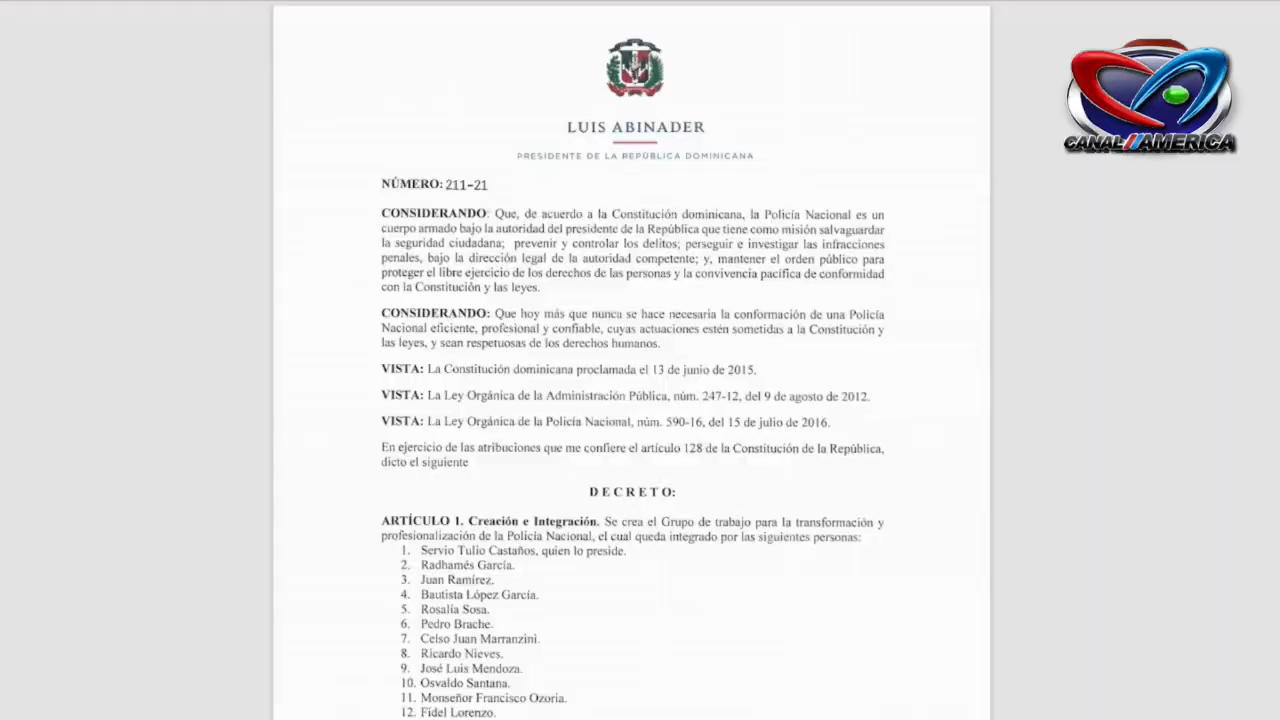 LUIS ABINADER
PRESIDENTE DE LA REPÚBLICA DOMINICANA
CANAL AMERICA
NÚMERO: 211-21
CONSIDERANDO: Que, de acuerdo a la Constitución dominicana, la Policía Nacional es un
cuerpo armado bajo la autoridad del presidente de la República que tiene como misión salvaguardar
la seguridad ciudadana; prevenir y controlar los delitos; perseguir e investigar las infracciones
penales, bajo la dirección legal de la autoridad competente; y, mantener el orden público para
proteger el libre ejercicio de los derechos de las personas y la convivencia pacífica de conformidad
con la Constitución y las leyes.
CONSIDERANDO: Que hoy más que nunca se hace necesaria la conformación de una Policía
Nacional eficiente, profesional y confiable, cuyas actuaciones estén sometidas a la Constitución y
las leyes, y sean respetuosas de los derechos humanos.
VISTA: La Constitución dominicana proclamada el 13 de junio de 2015.
VISTA: La Ley Orgánica de la Administración Pública, núm. 247-12, del 9 de agosto de 2012.
VISTA: La Ley Orgánica de la Policía Nacional, núm. 590-16, del 15 de julio de 2016.
En ejercicio de las atribuciones que me confiere el artículo 128 de la Constitución de la República,
dicto el siguiente
DECRETO:
ARTÍCULO 1. Creación e Integración. Se crea el Grupo de trabajo para la transformación y
profesionalización de la Policía Nacional, el cual queda integrado por las siguientes personas:
1. Servio Tulio Castaños, quien lo preside.
2. Radhamés García.
3. Juan Ramírez.
4. Bautista López García.
5. Rosalía Sosa.
6. Pedro Brache.
7. Celso Juan Marranzini.
8. Ricardo Nieves.
9. José Luis Mendoza.
10. Osvaldo Santana.
11. Monseñor Francisco Ozoria.
12. Fidel Lorenzo.